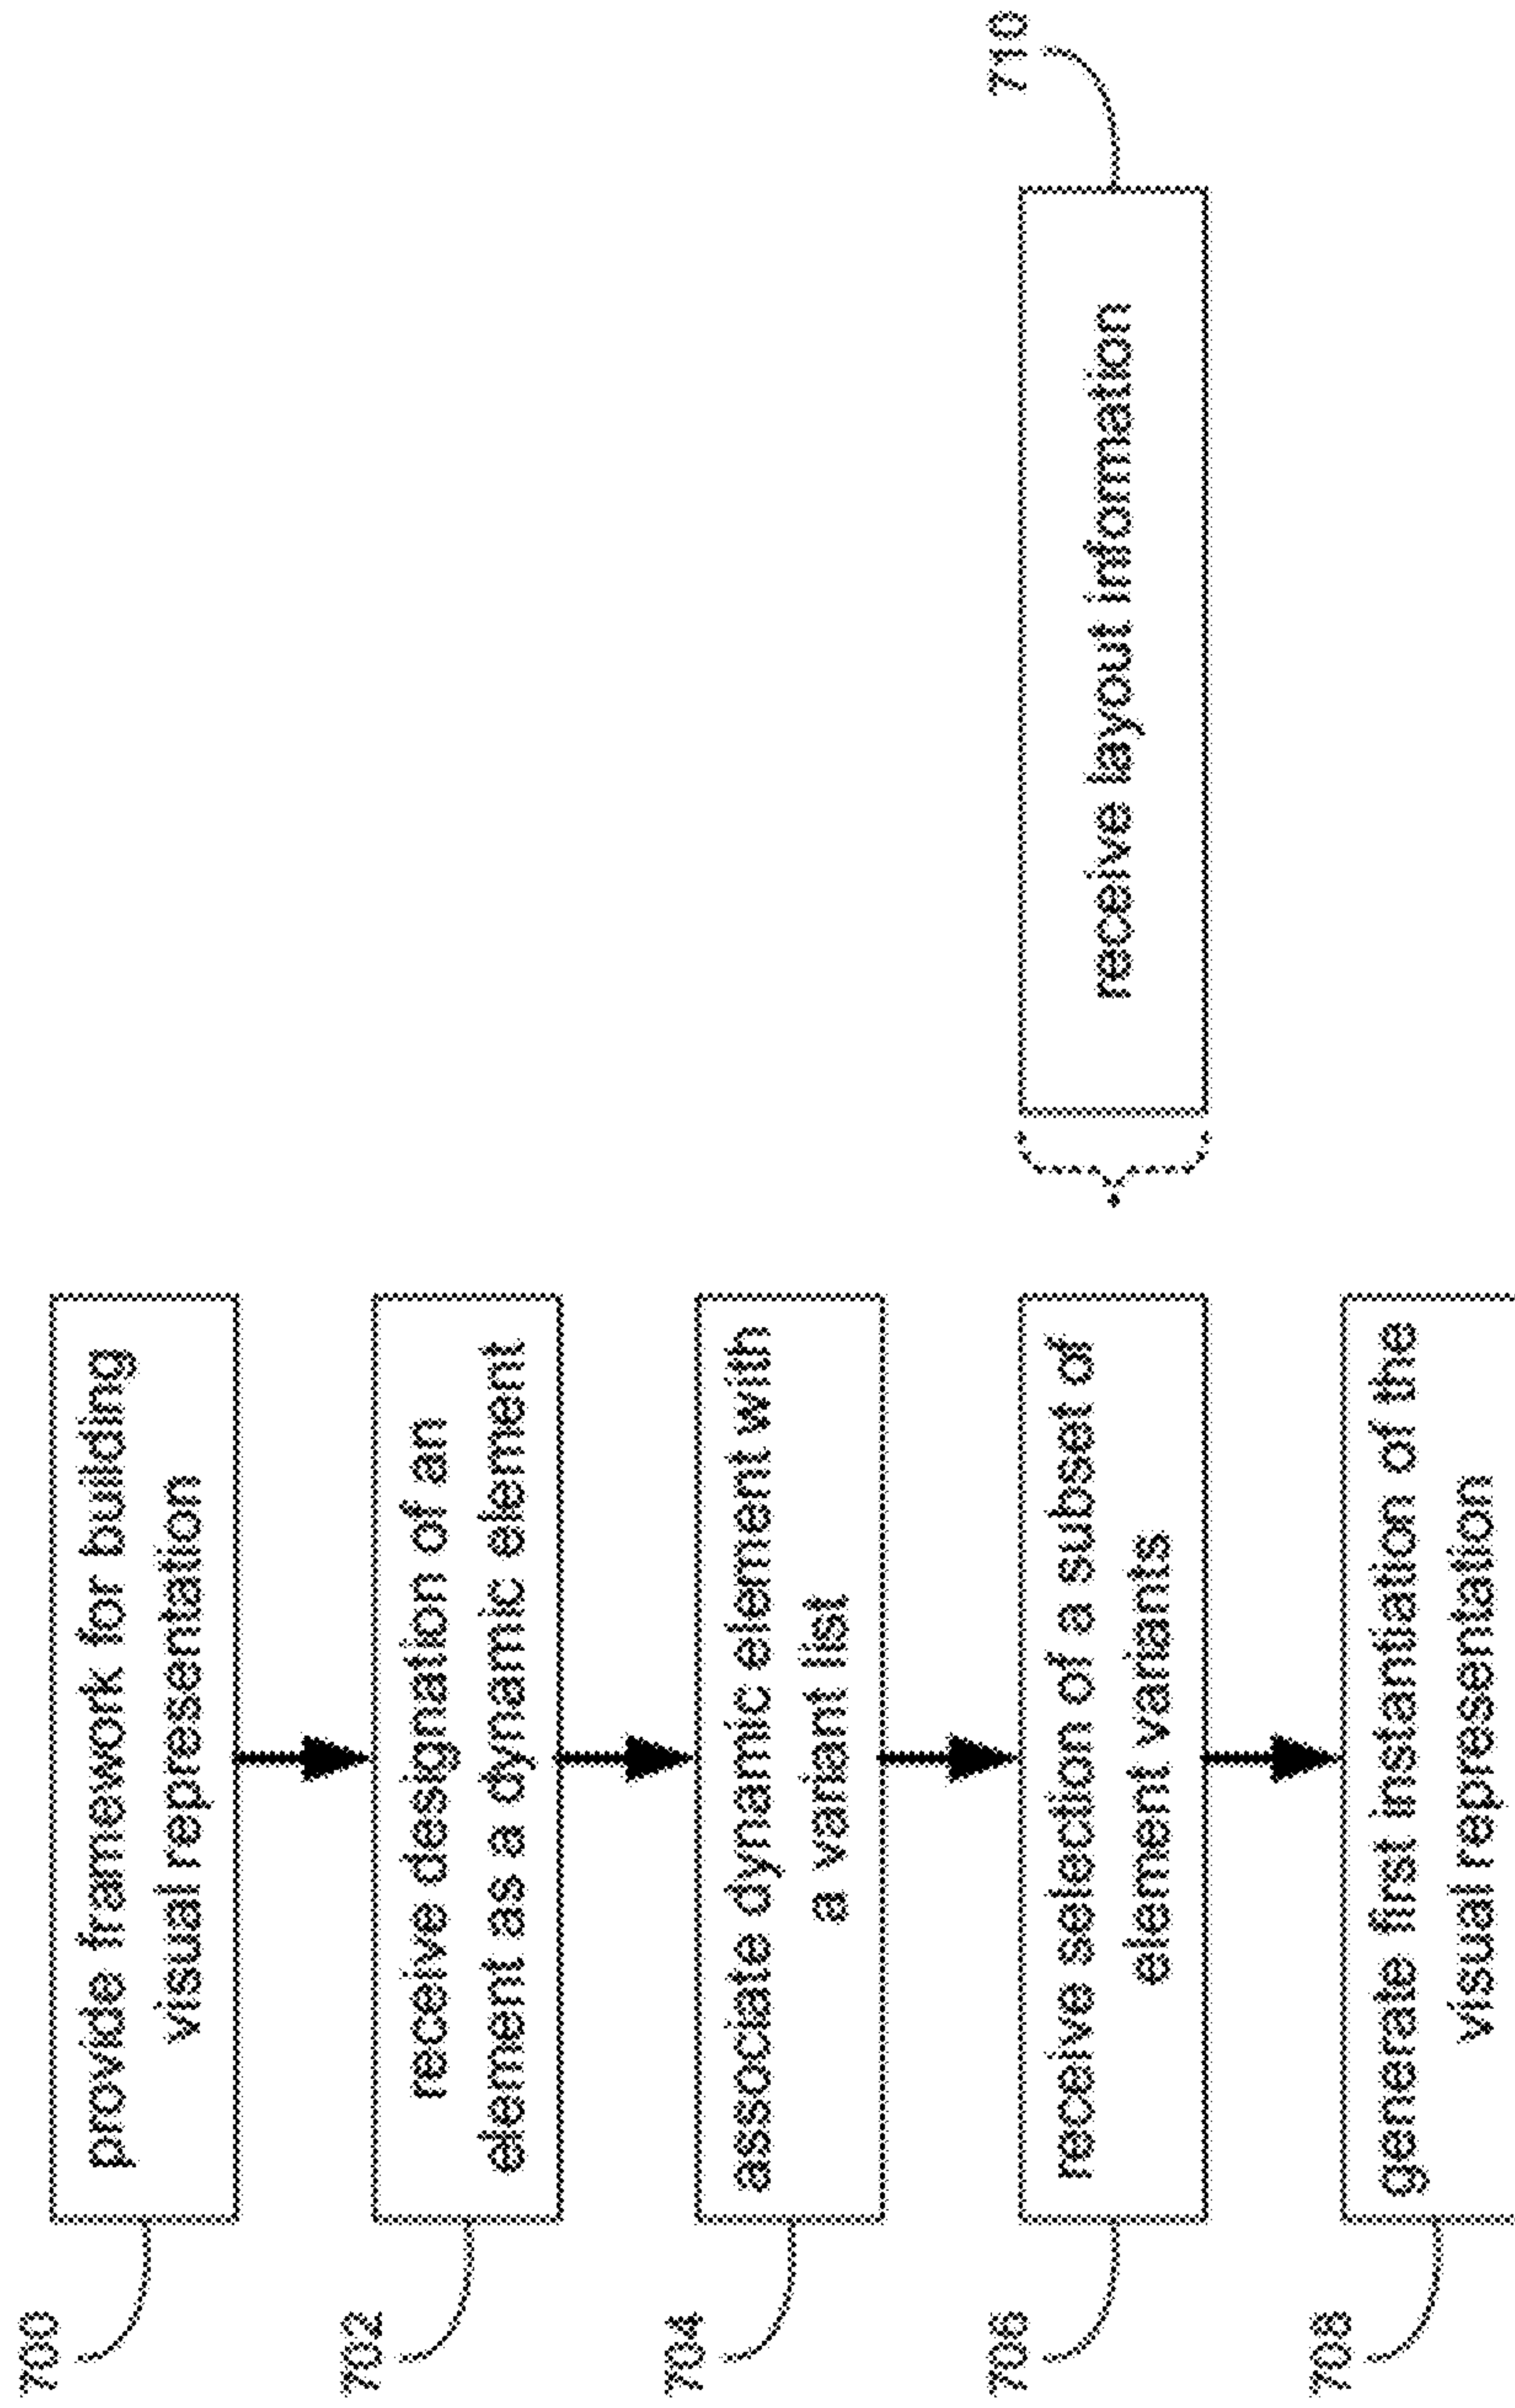 700
provide framework for building
visual representation
702
receive designation of an
element as a dynamic element
704
associate dynamic element with
a variant list
706
receive selection of a subset of
element variants
receive layout information
710
708
generate first instantiation of the
visual representation